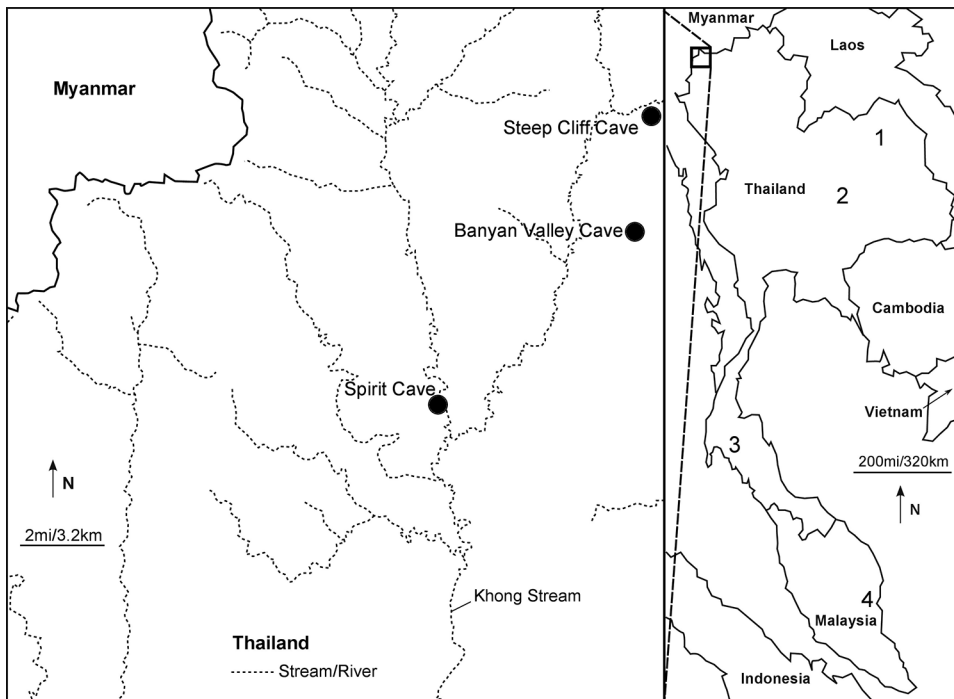 Myanmar
Steep Cliff Cave
Banyan Valley Cave
Spirit Cave
N
2mi/3.2km
Khong Stream
Thailand
Stream/River
Myanmar
Laos
1
Thailand
2
Cambodia
Vietnam
3
200mi/320km
N
4
Malaysia
Indonesia